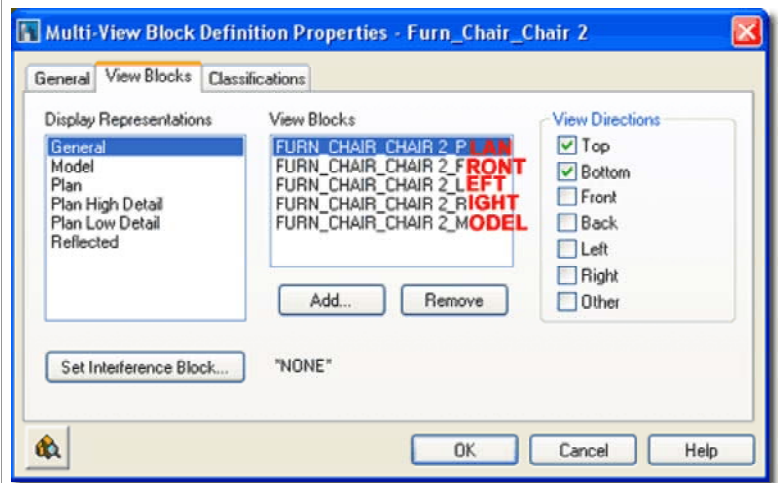 Multi-View Block Definition Properties - Furn_Chair_Chair 2
General View Blocks Classifications
Display Representations
General
Model
Plan
Plan High Detail
Plan Low Detail
Reflected
View Blocks
FURN_CHAIR_CHAIR 2_PLAN
FURN_CHAIR_CHAIR 2_FRONT
FURN_CHAIR_CHAIR 2_LEFT
FURN_CHAIR_CHAIR 2_RIGHT
FURN_CHAIR_CHAIR 2_MODEL
Add... Remove
View Directions
Top
Bottom
Front
Back
Left
Right
Other
Set Interference Block... "NONE"
OK Cancel Help